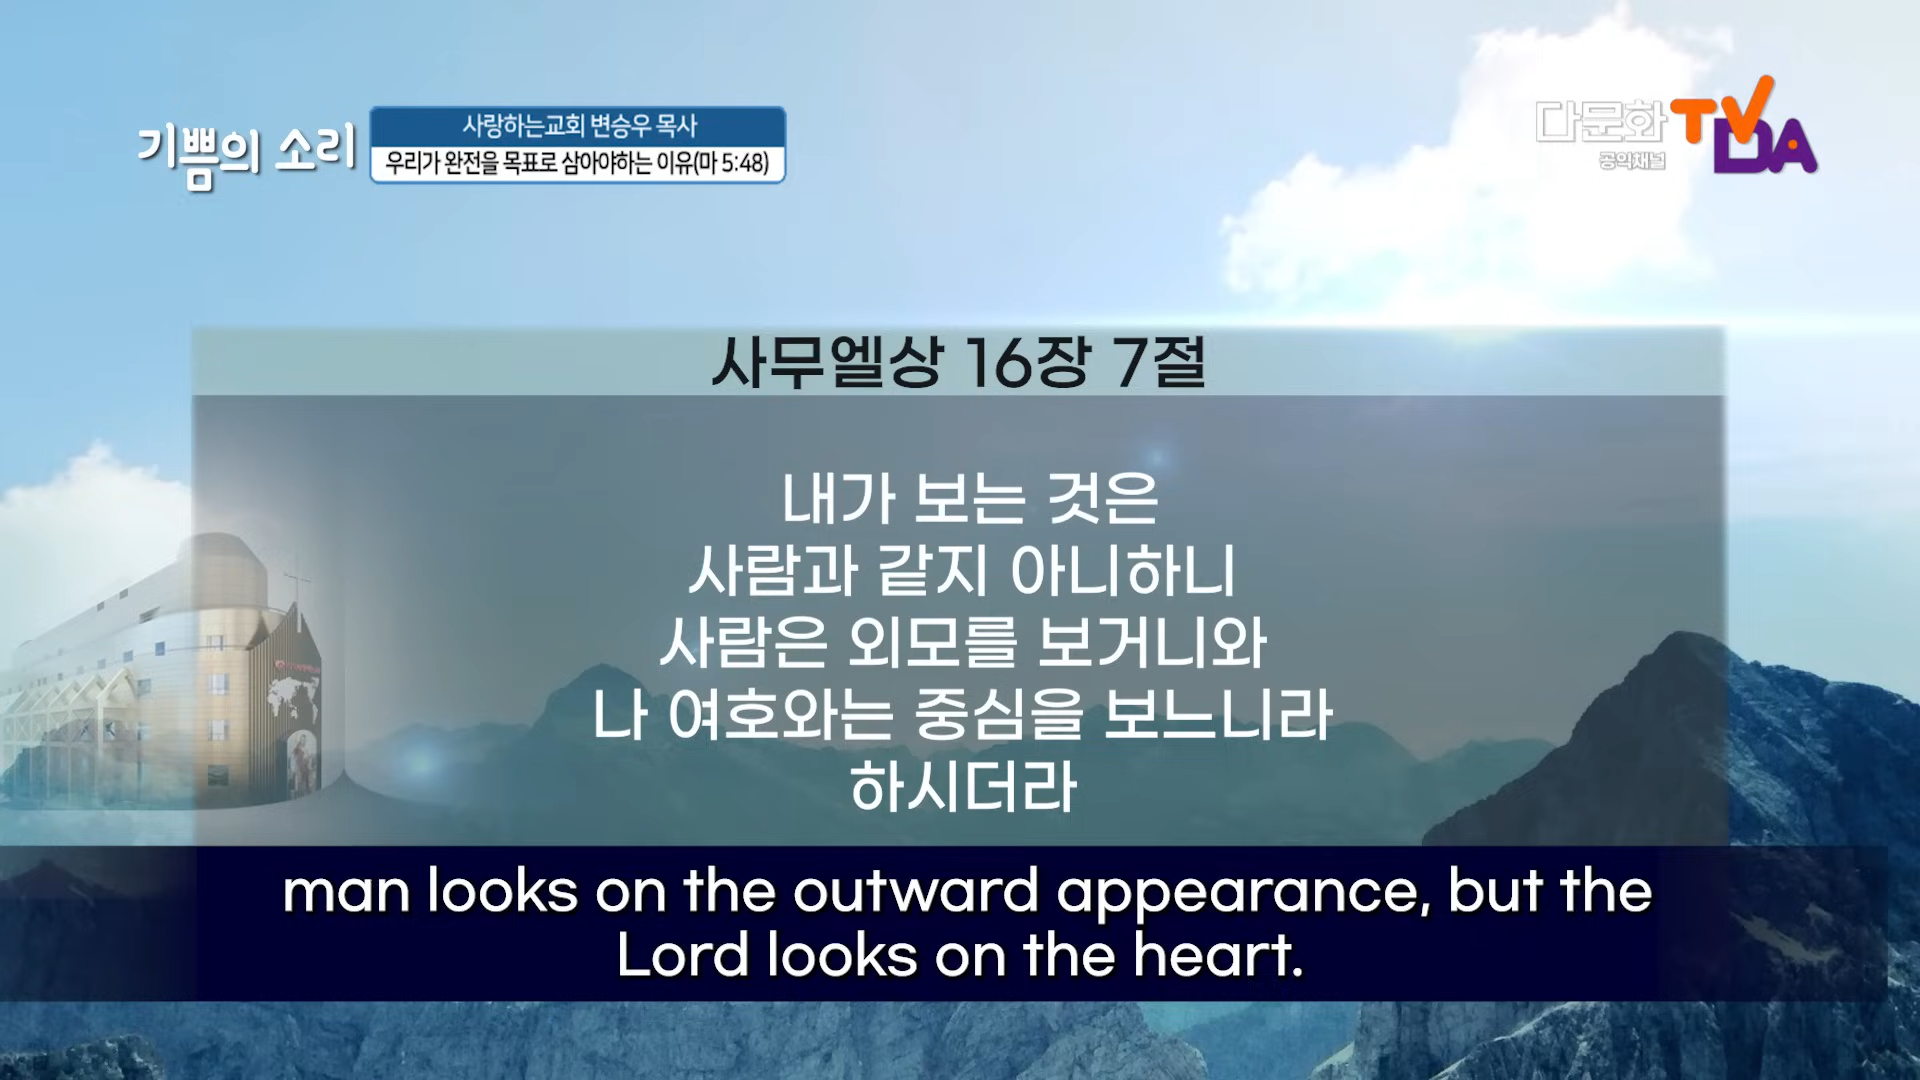 기쁨의 소리
사랑하는교회 변승우 목사
우리가 완전을 목표로 삼아야하는 이유(마 5:48)
다문화 TV
공익채널 DA
사무엘상 16장 7절
내가 보는 것은
사람과 같지 아니하니
사람은 외모를 보거니와
나 여호와는 중심을 보느니라
하시더라
man looks on the outward appearance, but the
Lord looks on the heart.